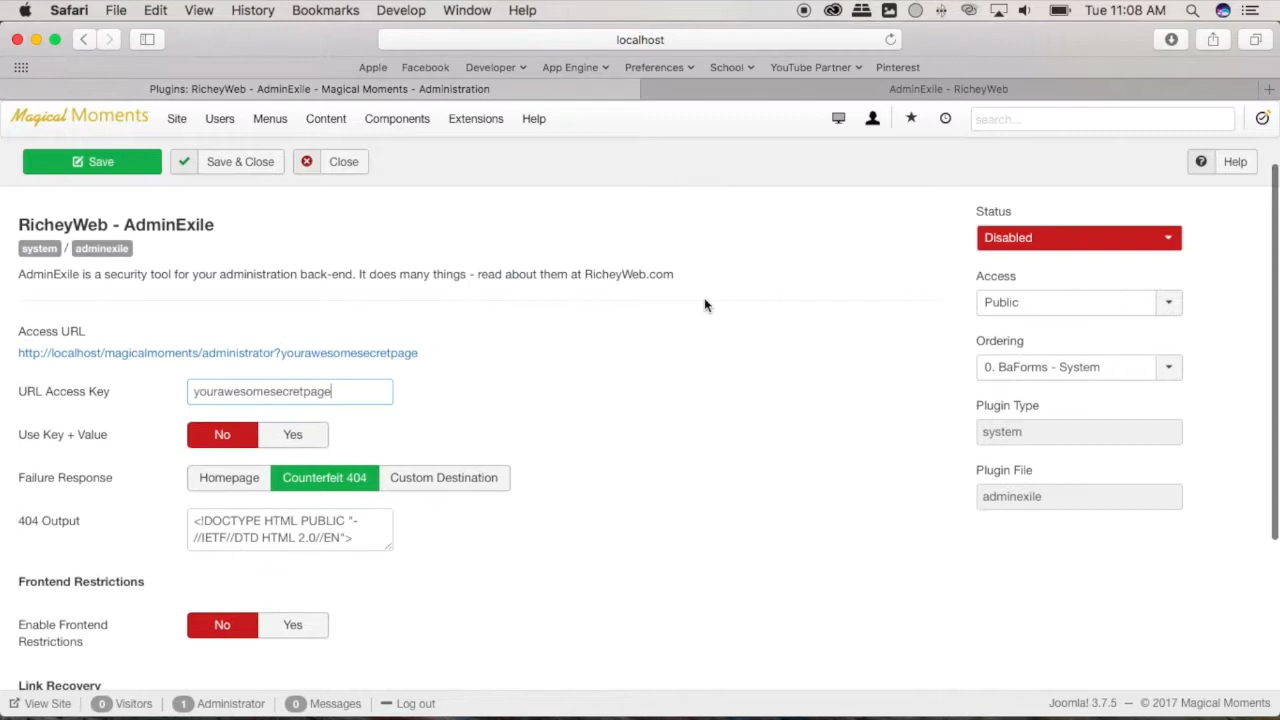 Safari File Edit View History Bookmarks Develop Window Help Tue 11:08 AM
localhost
Apple Facebook Developer App Engine Preferences School YouTube Partner Pinterest
Plugins: RicheyWeb - AdminExile - Magical Moments - Administration AdminExile - RicheyWeb
Magical Moments Site Users Menus Content Components Extensions Help search...
Save Save & Close Close Help
RicheyWeb - AdminExile
system / adminexile
AdminExile is a security tool for your administration back-end. It does many things - read about them at RicheyWeb.com
Access URL
http://localhost/magicalmoments/administrator?yourawesomesecretpage
URL Access Key yourawesomesecretpage
Use Key + Value No Yes
Failure Response Homepage Counterfeit 404 Custom Destination
404 Output <!DOCTYPE HTML PUBLIC "-
//IETF//DTD HTML 2.0//EN">
Frontend Restrictions
Enable Frontend No Yes
Restrictions
Link Recovery
Status
Disabled
Access
Public
Ordering
0. BaForms - System
Plugin Type
system
Plugin File
adminexile
View Site 0 Visitors 1 Administrator 0 Messages Log out Joomla! 3.7.5 — © 2017 Magical Moments